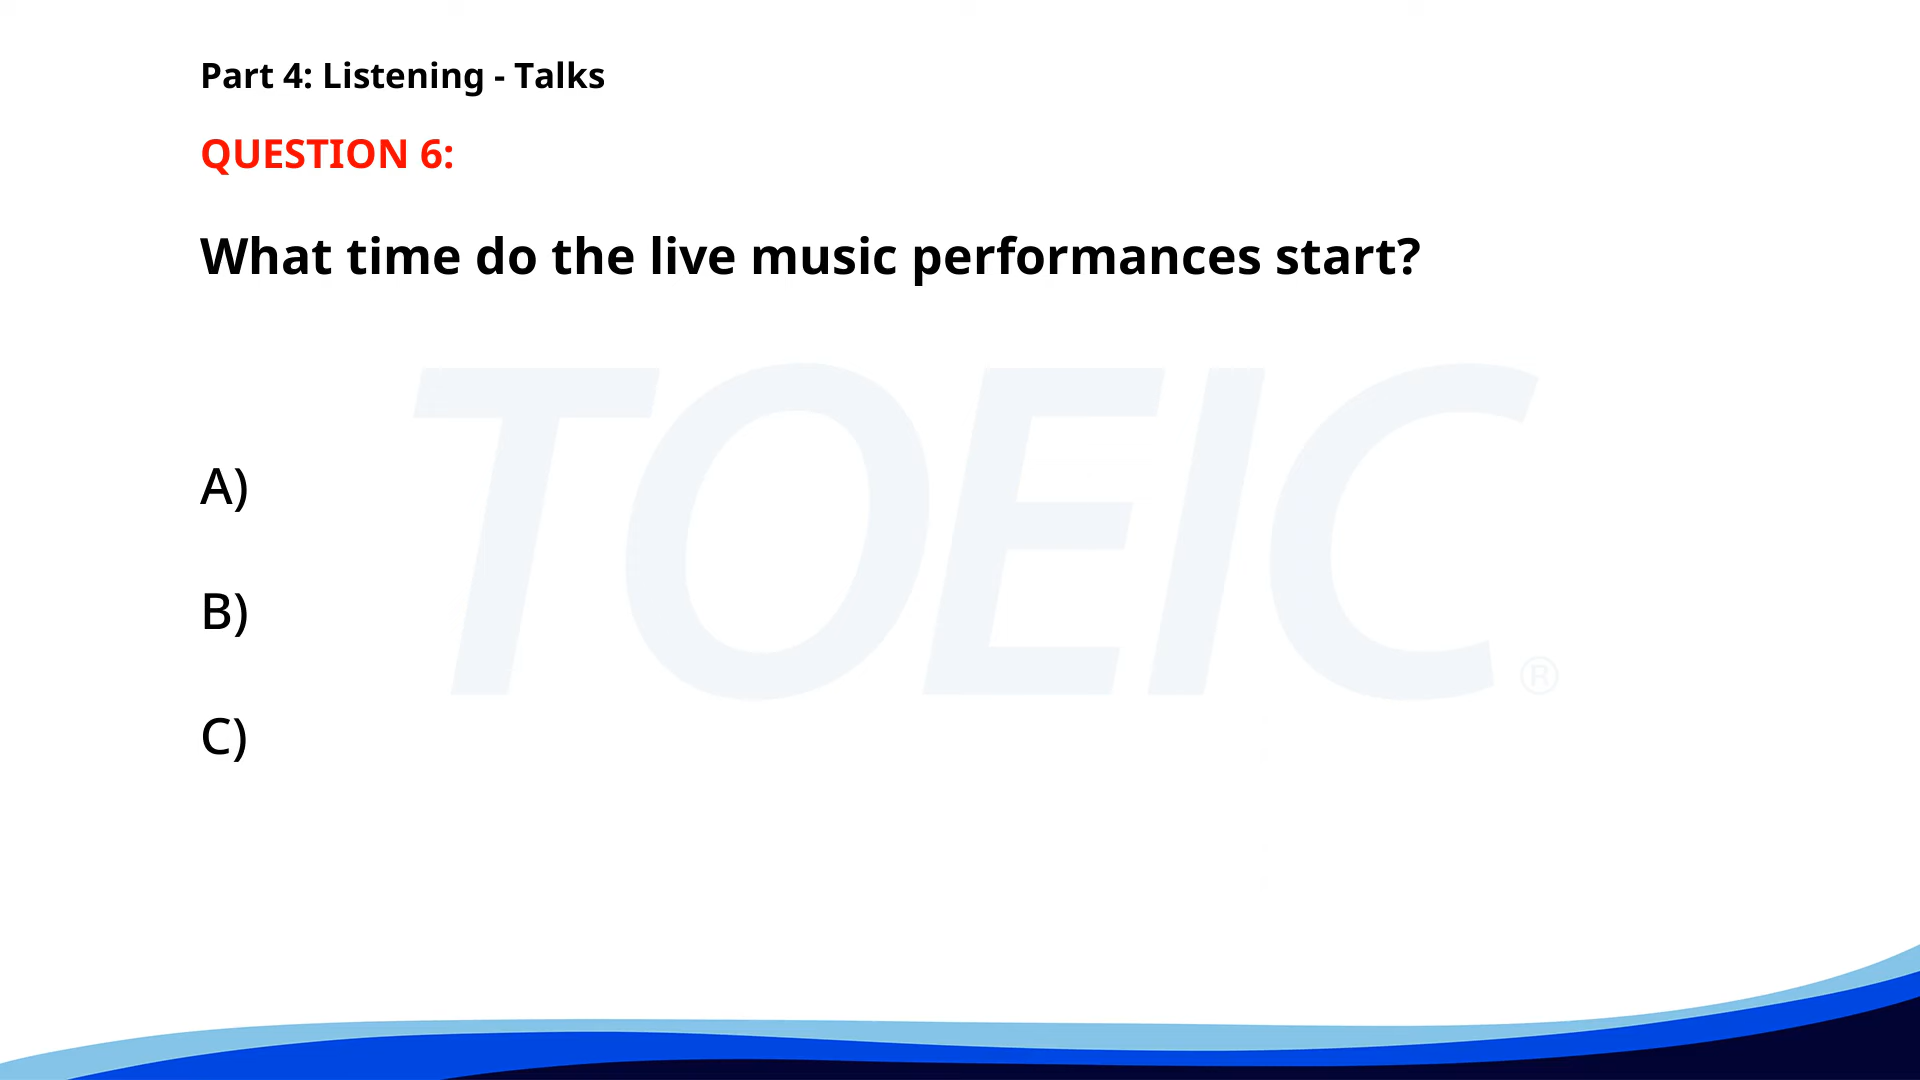 Part 4: Listening - Talks
QUESTION 6:
What time do the live music performances start?
TOEIC®
A)
B)
C)